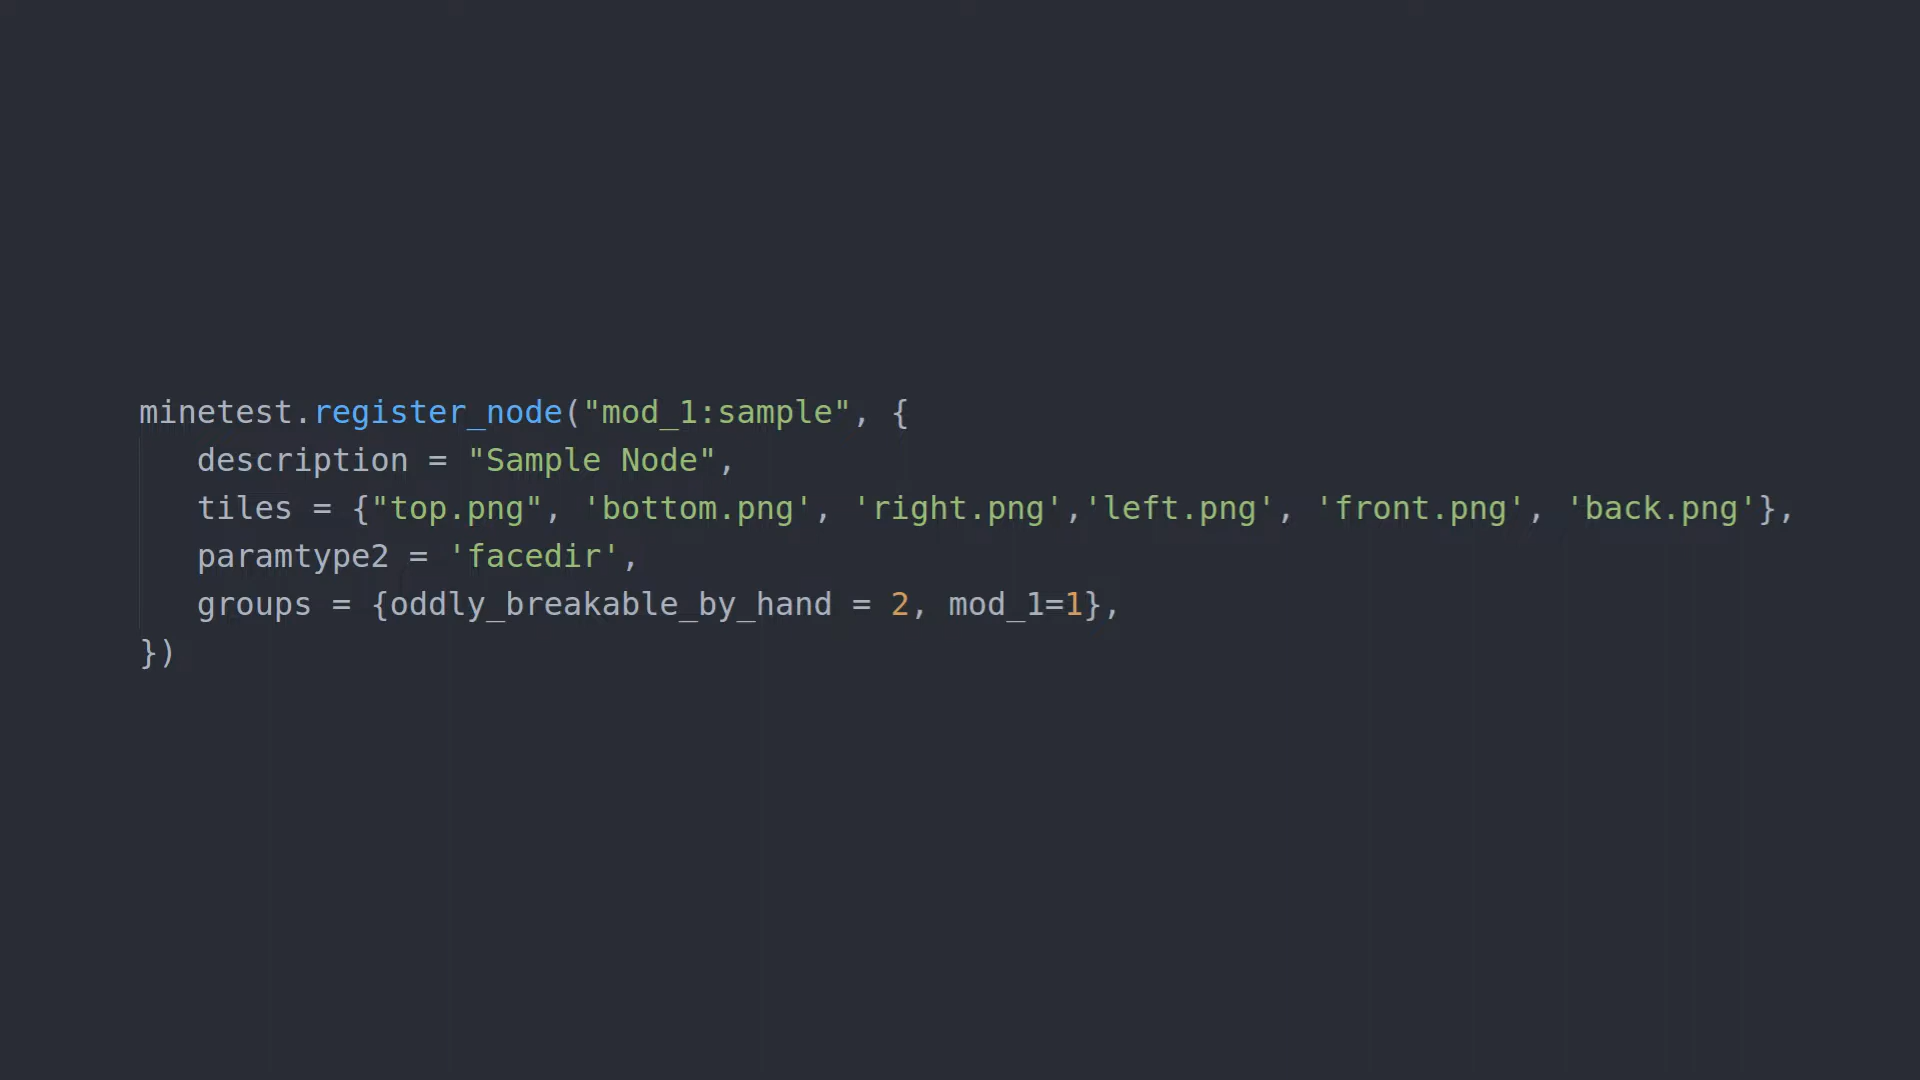 minetest.register_node("mod_1:sample", {
   description = "Sample Node",
   tiles = {"top.png", 'bottom.png', 'right.png','left.png', 'front.png', 'back.png'},
   paramtype2 = 'facedir',
   groups = {oddly_breakable_by_hand = 2, mod_1=1},
})